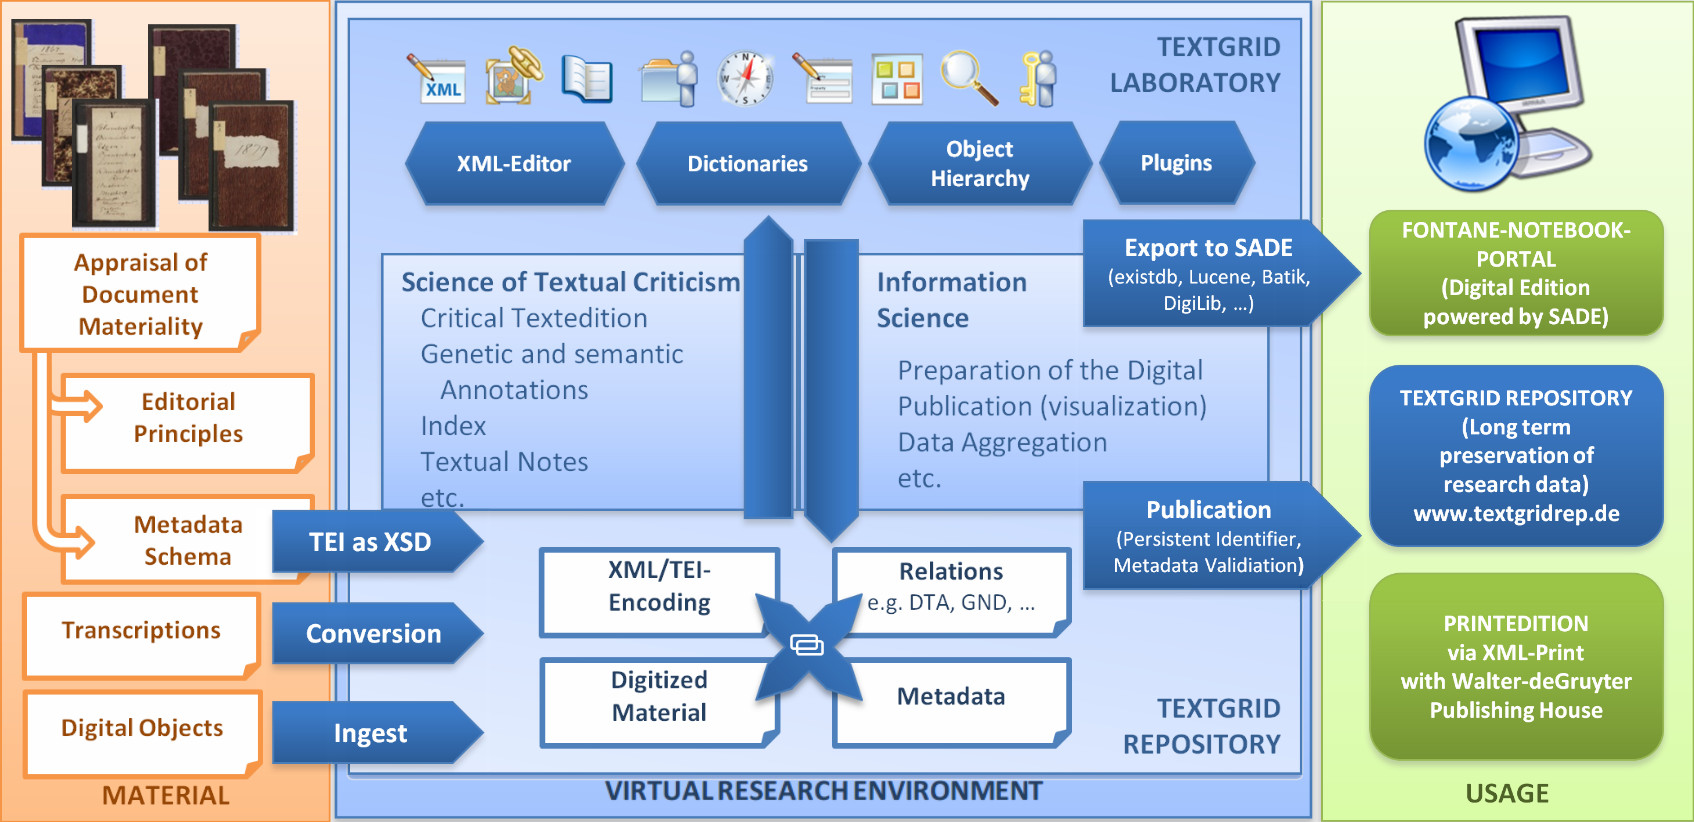 1879
Appraisal of
Document
Materiality
Editorial
Principles
Metadata
Schema
Transcriptions
Digital Objects
MATERIAL
TEI as XSD
Conversion
Ingest
TEXTGRID
LABORATORY
XML
XML-Editor
Dictionaries
Object
Hierarchy
Plugins
Science of Textual Criticism
Critical Textedition
Genetic and semantic
Annotations
Index
Textual Notes
etc.
Information
Science
Preparation of the Digital
Publication (visualization)
Data Aggregation
etc.
Export to SADE
(existdb, Lucene, Batik,
DigiLib, ...)
Publication
(Persistent Identifier,
Metadata Validiation)
XML/TEI-
Encoding
Relations
e.g. DTA, GND, ...
Digitized
Material
Metadata
TEXTGRID
REPOSITORY
VIRTUAL RESEARCH ENVIRONMENT
FONTANE-NOTEBOOK-
PORTAL
(Digital Edition
powered by SADE)
TEXTGRID REPOSITORY
(Long term
preservation of
research data)
www.textgridrep.de
PRINTEDITION
via XML-Print
with Walter-deGruyter
Publishing House
USAGE